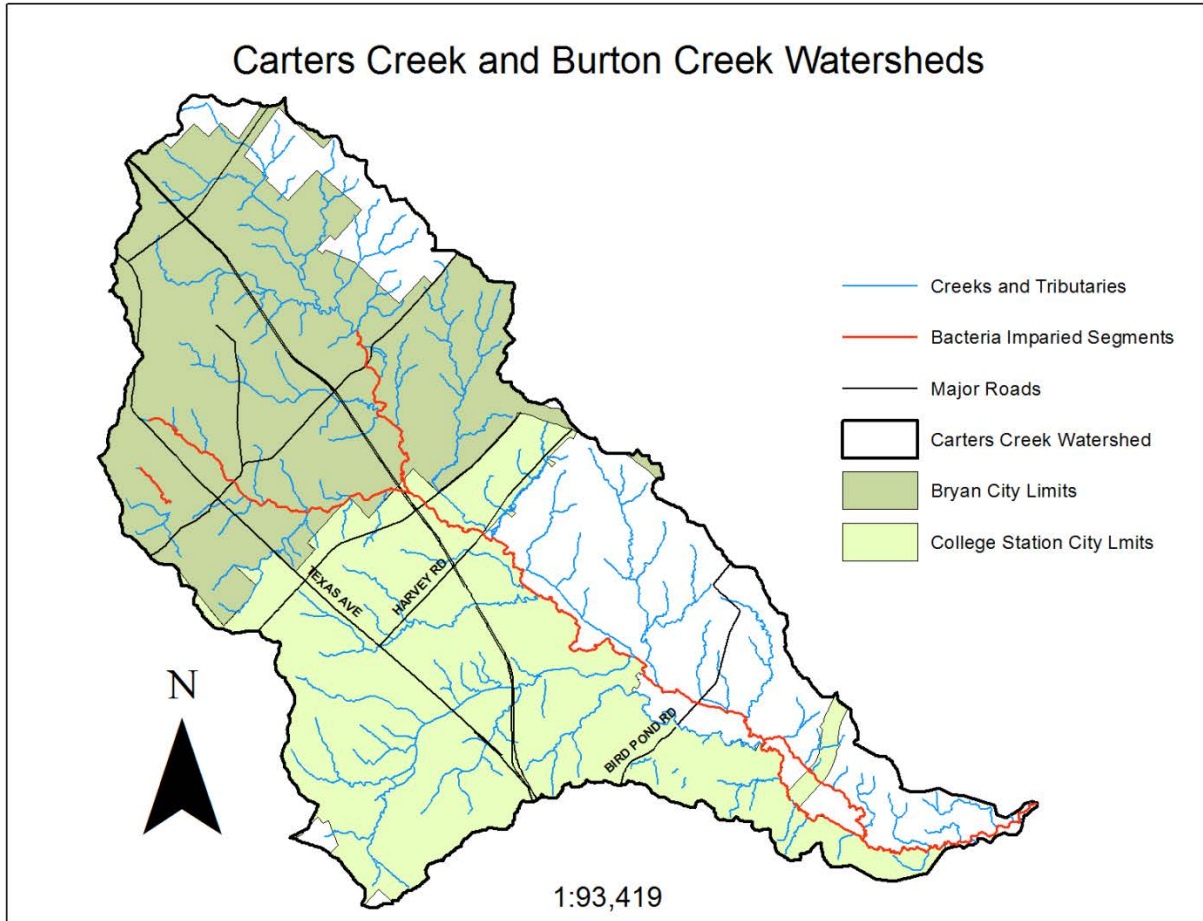 Carters Creek and Burton Creek Watersheds
Creeks and Tributaries
Bacteria Imparied Segments
Major Roads
Carters Creek Watershed
Bryan City Limits
College Station City Lmits
TEXAS AVE
HARVEY RD
BIRD POND RD
N
1:93,419